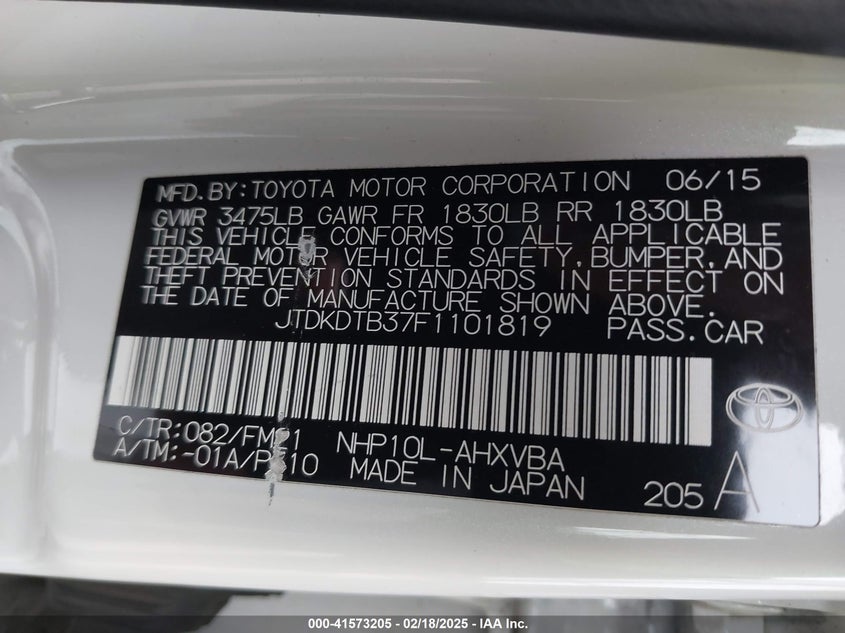 MFD. BY: TOYOTA MOTOR CORPORATION 06/15
GVWR 3475LB GAWR FR 1830LB RR 1830LB
THIS VEHICLE CONFORMS TO ALL APPLICABLE
FEDERAL MOTOR VEHICLE SAFETY, BUMPER, AND
THEFT PREVENTION STANDARDS IN EFFECT ON
THE DATE OF MANUFACTURE SHOWN ABOVE.
JTDKDTB37F1101819 PASS. CAR
C/TR: 082/FM21 NHP10L-AHXVBA
A/TM: -01A/
MADE IN JAPAN
205 A
000-41573205 — 02/18/2025 — IAA Inc.